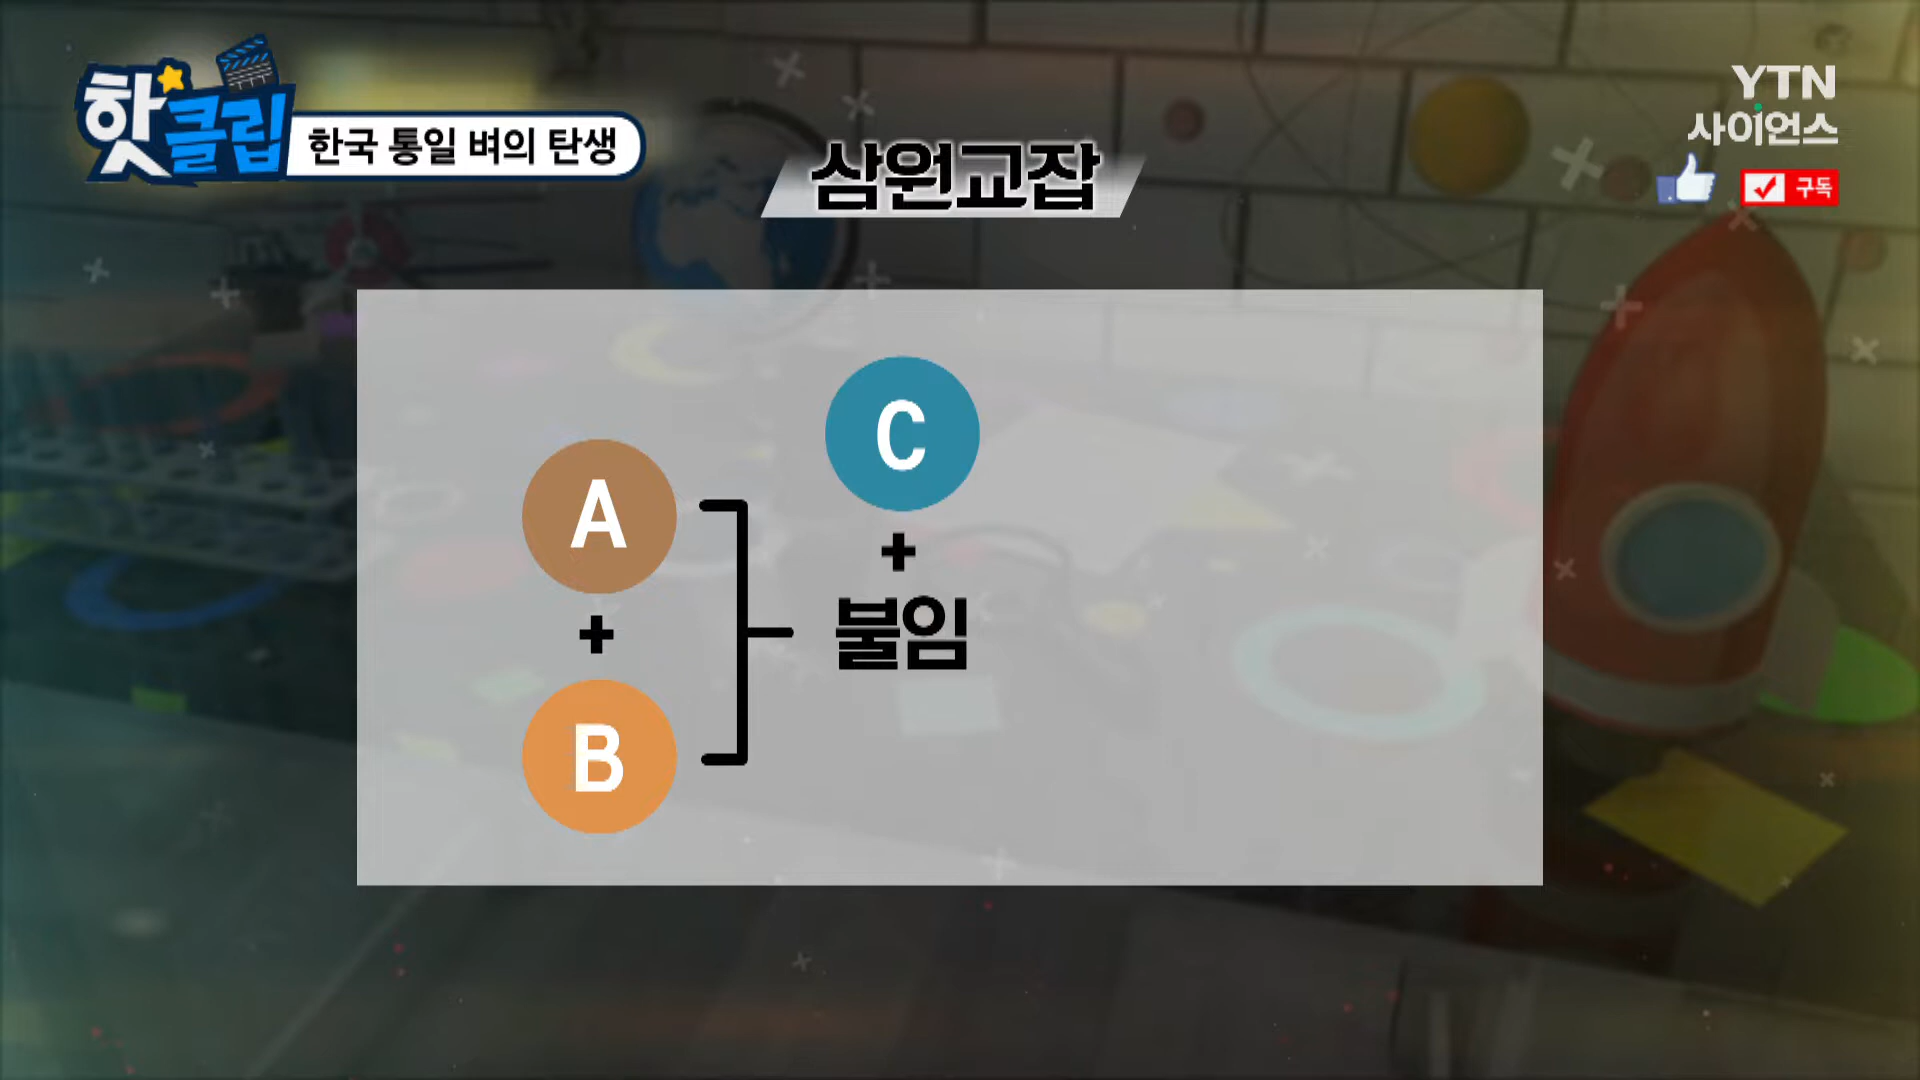 핫클립
한국 통일 벼의 탄생
YTN
사이언스
구독
삼원교잡
A
+
B
C
+
불임